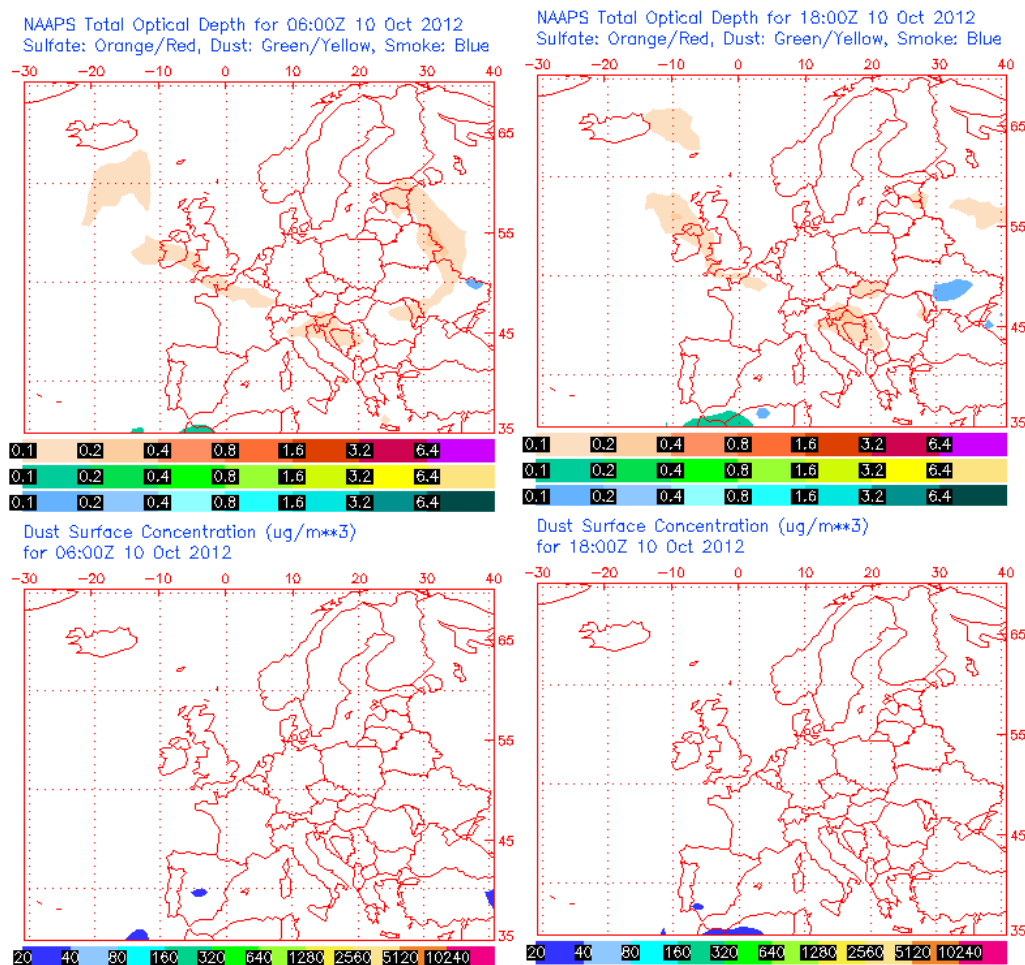 NAAPS Total Optical Depth for 06:00Z 10 Oct 2012
Sulfate: Orange/Red, Dust: Green/Yellow, Smoke: Blue
-30 -20 -10 0 10 20 30 40
65
55
45
35
0.1 0.2 0.4 0.8 1.6 3.2 6.4
0.1 0.2 0.4 0.8 1.6 3.2 6.4
0.1 0.2 0.4 0.8 1.6 3.2 6.4
NAAPS Total Optical Depth for 18:00Z 10 Oct 2012
Sulfate: Orange/Red, Dust: Green/Yellow, Smoke: Blue
-30 -20 -10 0 10 20 30 40
65
55
45
35
0.1 0.2 0.4 0.8 1.6 3.2 6.4
0.1 0.2 0.4 0.8 1.6 3.2 6.4
0.1 0.2 0.4 0.8 1.6 3.2 6.4
Dust Surface Concentration (ug/m**3)
for 06:00Z 10 Oct 2012
-30 -20 -10 0 10 20 30 40
65
55
45
35
20 40 80 160 320 640 1280 2560 5120 10240
Dust Surface Concentration (ug/m**3)
for 18:00Z 10 Oct 2012
-30 -20 -10 0 10 20 30 40
65
55
45
35
20 40 80 160 320 640 1280 2560 5120 10240